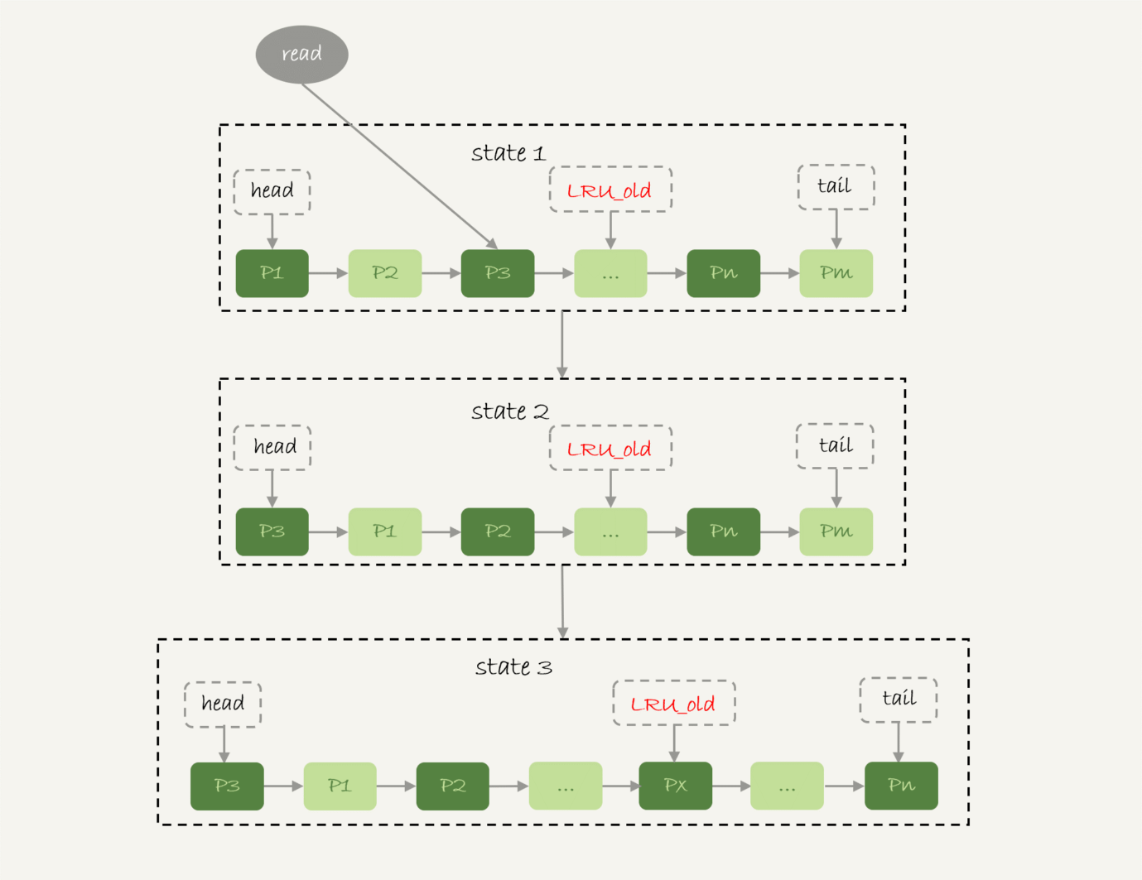 read
state 1
head
LRU_old
tail
P1 P2 P3 ... Pn Pm
state 2
head
LRU_old
tail
P3 P1 P2 ... Pn Pm
state 3
head
LRU_old
tail
P3 P1 P2 ... Px ... Pn